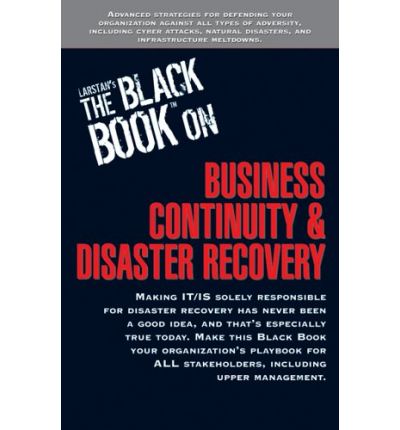 Advanced strategies for defending your
organization against all types of adversity,
including cyber attacks, natural disasters, and
infrastructure meltdowns.
LARSTAN's
THE BLACK
BOOK™ ON
BUSINESS
CONTINUITY &
DISASTER RECOVERY
Making IT/IS solely responsible
for disaster recovery has never been
a good idea, and that's especially
true today. Make this Black Book
your organization's playbook for
ALL stakeholders, including
upper management.